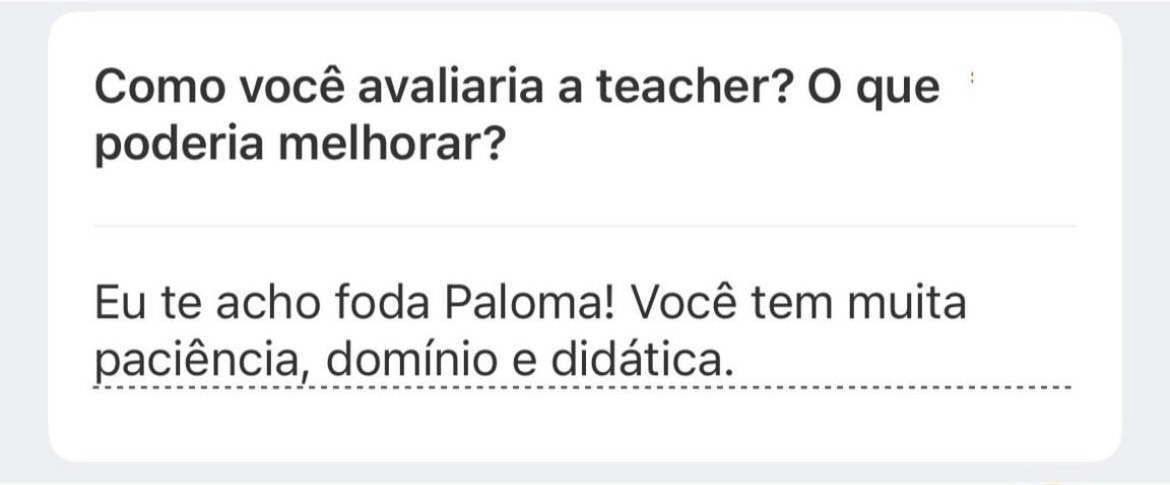 Como você avaliaria a teacher? O que
poderia melhorar?
Eu te acho foda Paloma! Você tem muita
paciência, domínio e didática.